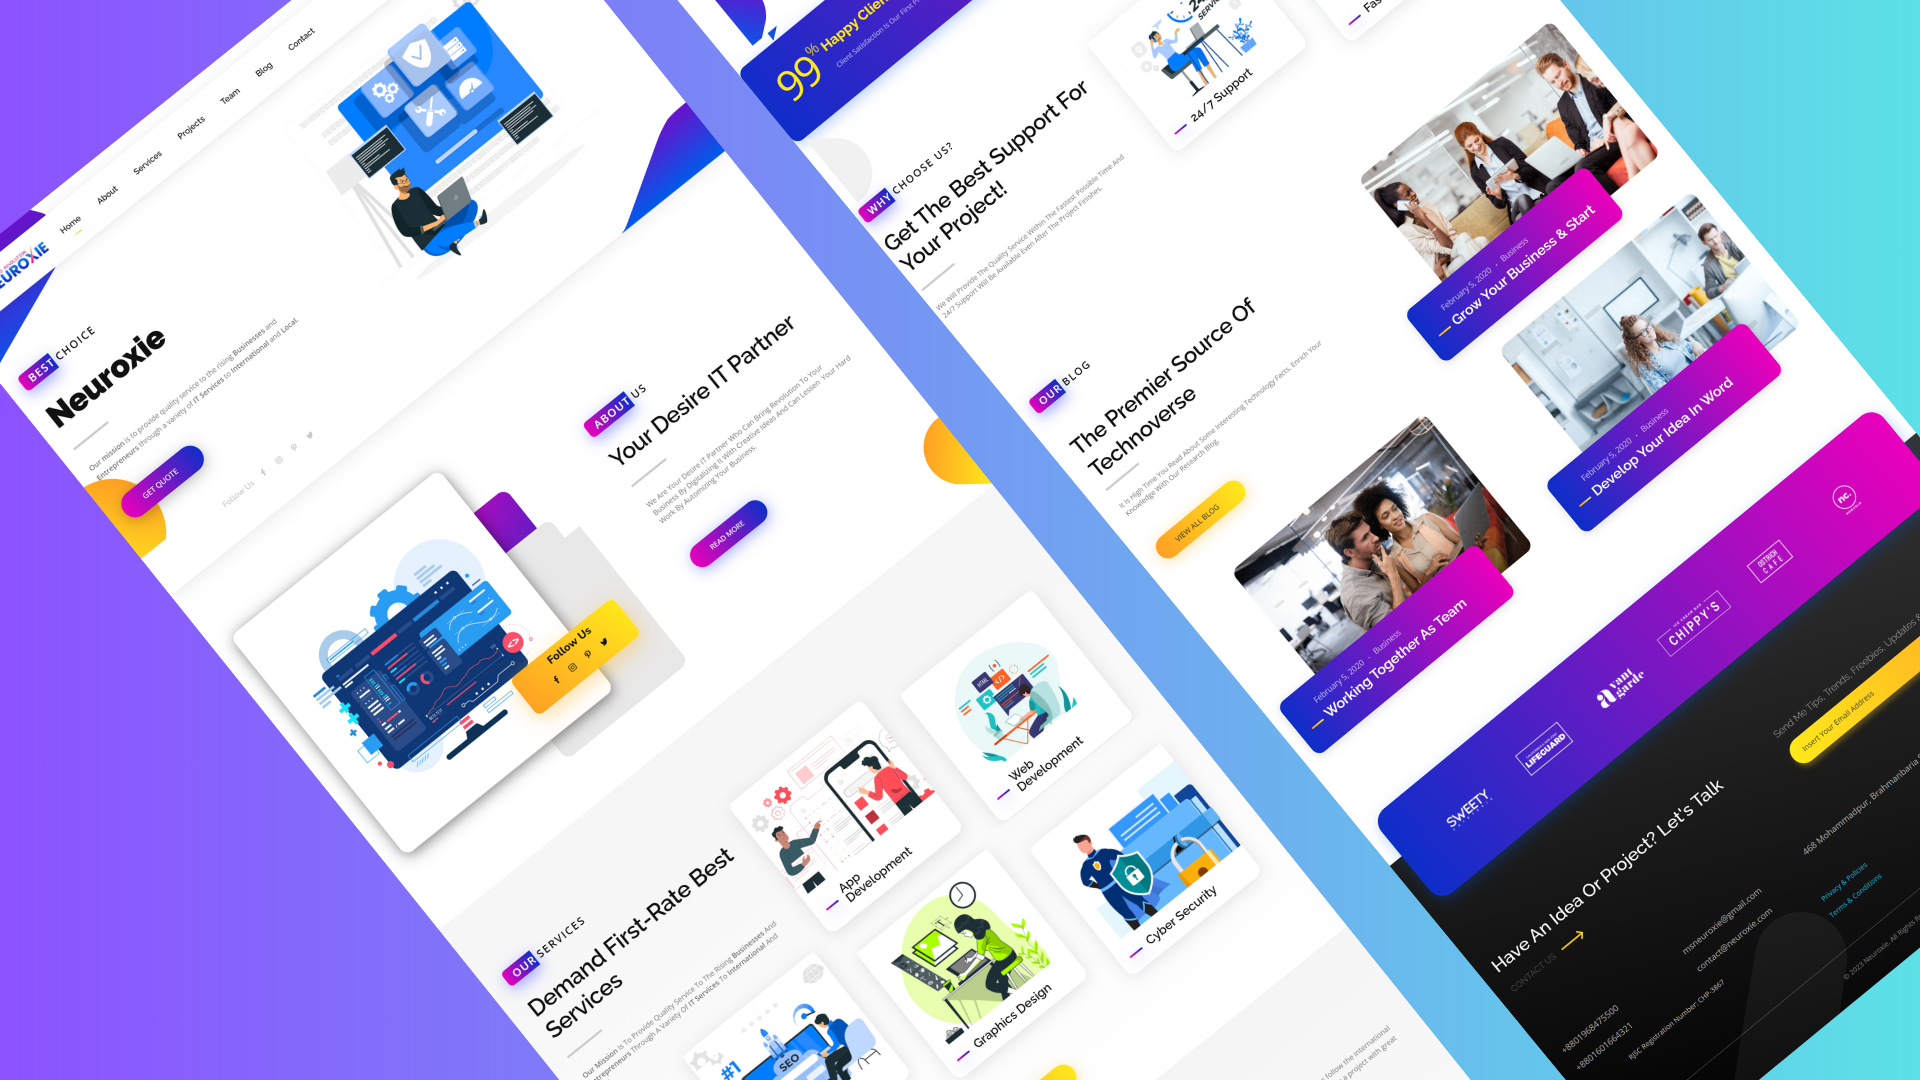 Home
About
Services
Projects
Team
Blog
Contact
NEUROXIE
BEST CHOICE
Neuroxie
Our mission is to provide quality service to the rising Businesses and
Entrepreneurs through a variety of IT Services to International and Local.
GET QUOTE
Follow Us
ABOUT US
Your Desire IT Partner
We Are Your Desire IT Partner Who Can Bring Revolution To Your
Business By Digitalizing It With Creative Ideas And Can Lessen Your Hard
Work By Automizing Your Business.
READ MORE
Follow Us
OUR SERVICES
Demand First-Rate Best
Services
Our Mission Is To Provide Quality Service To The Rising Businesses And
Entrepreneurs Through A Variety Of IT Services To International And
App
Development
HTML
Web
Development
#1
SEO
Graphics Design
Cyber Security
follow the international
a project with great
99% Happy Clien
Client Satisfaction Is Our First P
24
SERVIC
24/7 Support
Fas
WHY CHOOSE US?
Get The Best Support For
Your Project!
We Will Provide The Quality Service Within The Fastest Possible Time And
24/7 Support Will Be Available Even After The Project Finishes.
OUR BLOG
The Premier Source Of
Technoverse
It Is High Time You Read About Some Interesting Technology Facts. Enrich Your
Knowledge With Our Research Blog.
VIEW ALL BLOG
February 5, 2020 · Business
Grow Your Business & Start
February 5, 2020 · Business
Develop Your Idea In Word
February 5, 2020 · Business
Working Together As Team
SWEETY
LIFEGUARD
avant
garde
CHIPPY'S
OSTRICH
CAFE
nc.
Have An Idea Or Project? Let's Talk
CONTACT US
Send Me Tips, Trends, Freebies, Updates &
Insert Your Email Address
+8801968475500
+8801601664321
RJSC Registration Number: CHP-3867
msneuroxie@gmail.com
contact@neuroxie.com
468 Mohammadpur, Brahmanbaria
Privacy & Policies
Terms & Conditions
© 2023 Neuroxie. All Rights R